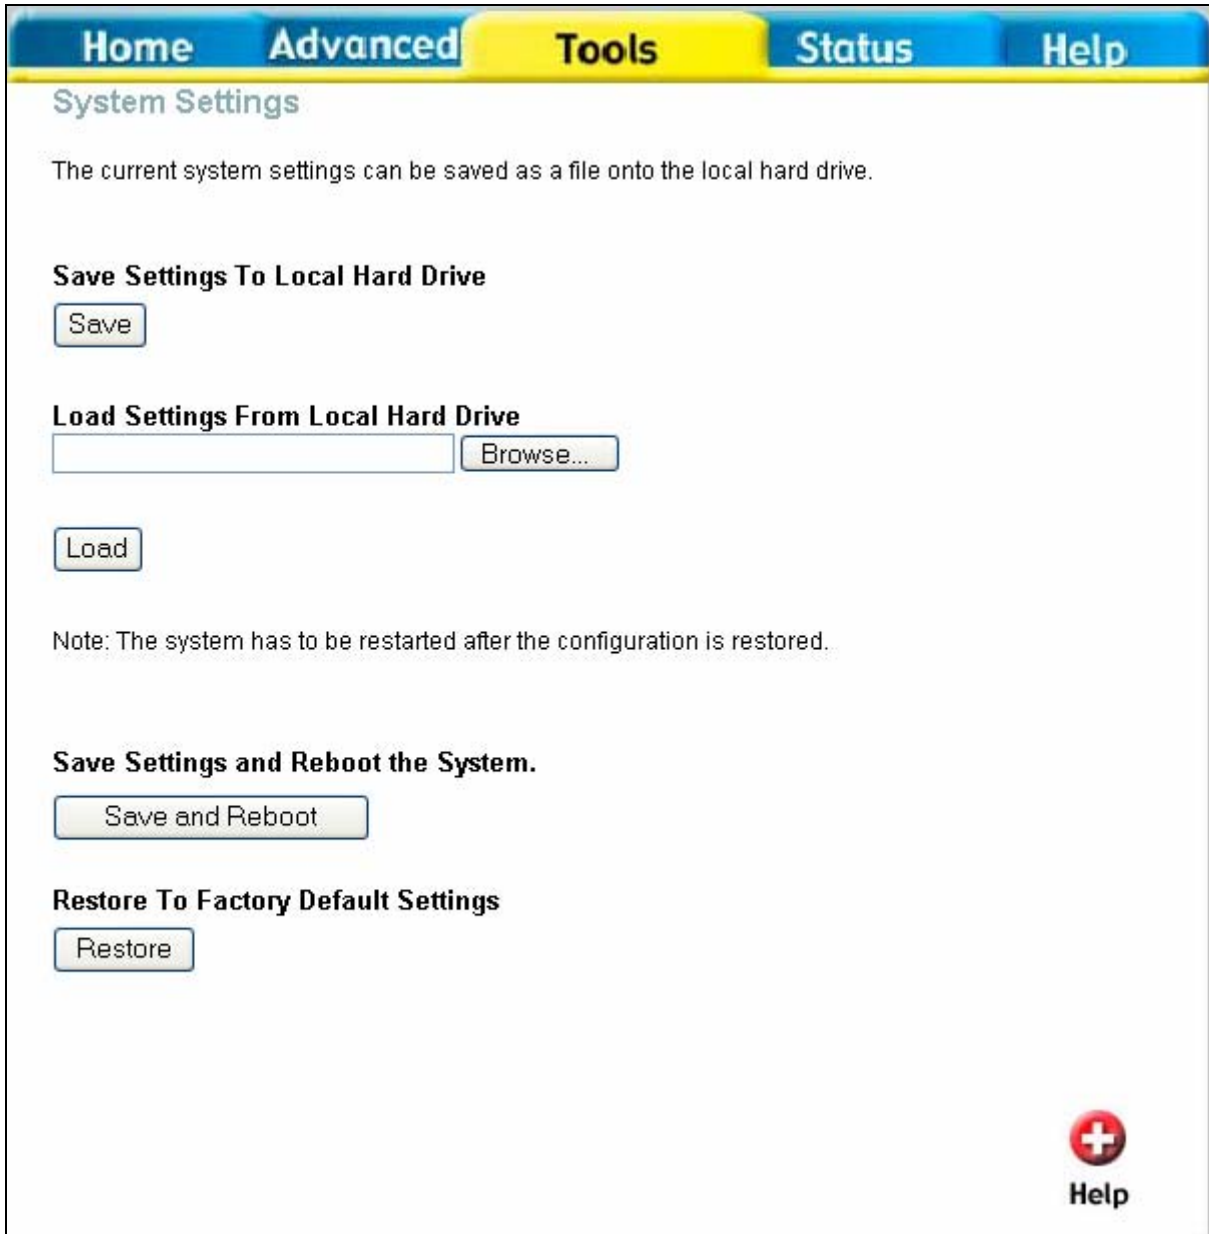 Home Advanced Tools Status Help
System Settings
The current system settings can be saved as a file onto the local hard drive.
Save Settings To Local Hard Drive
Save
Load Settings From Local Hard Drive
Browse...
Load
Note: The system has to be restarted after the configuration is restored.
Save Settings and Reboot the System.
Save and Reboot
Restore To Factory Default Settings
Restore
Help